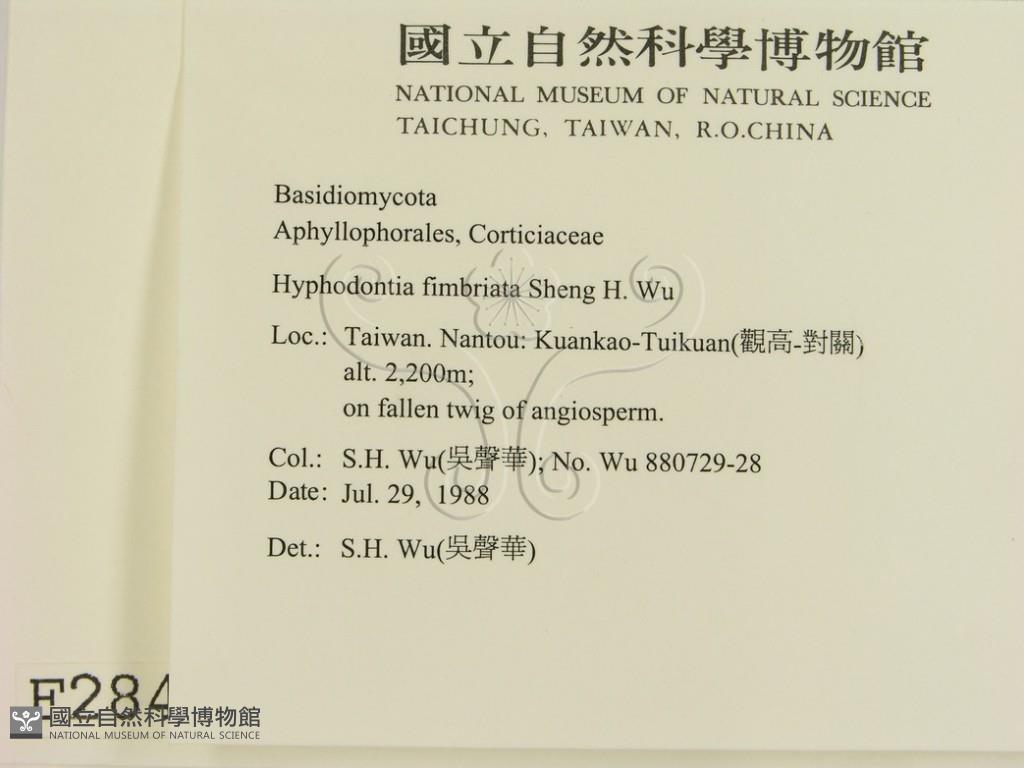 國立自然科學博物館
NATIONAL MUSEUM OF NATURAL SCIENCE
TAICHUNG, TAIWAN, R.O.CHINA
Basidiomycota
Aphyllophorales, Corticiaceae
Hyphodontia fimbriata Sheng H. Wu
Loc.: Taiwan. Nantou: Kuankao-Tuikuan(觀高-對關)
alt. 2,200m;
on fallen twig of angiosperm.
Col.: S.H. Wu(吳聲華); No. Wu 880729-28
Date: Jul. 29, 1988
Det.: S.H. Wu(吳聲華)
F284
國立自然科學博物館
NATIONAL MUSEUM OF NATURAL SCIENCE